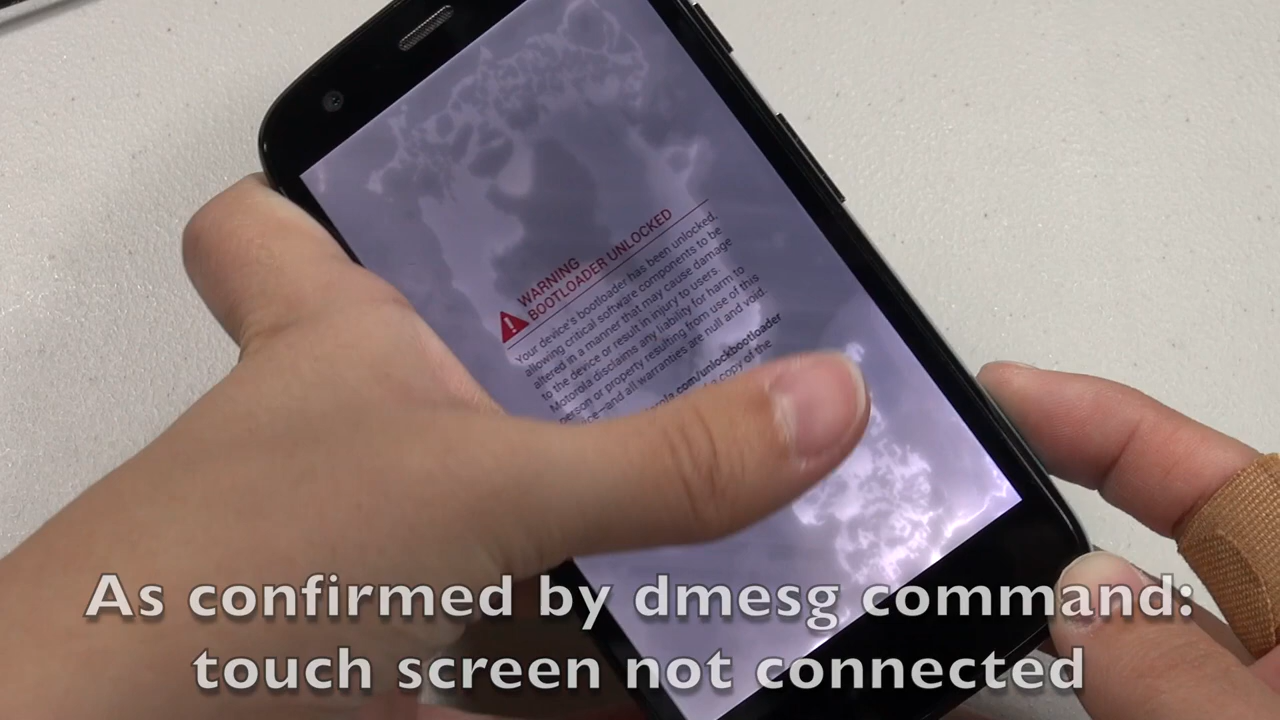 WARNING
BOOTLOADER UNLOCKED
Your device's bootloader has been unlocked,
allowing critical software components to be
altered in a manner that may cause damage
to the device or result in injury to users.
Motorola disclaims any liability for harm to
person or property resulting from use of this
and all warranties are null and void.
.com/unlockbootloader
a copy of the
As confirmed by dmesg command:
touch screen not connected